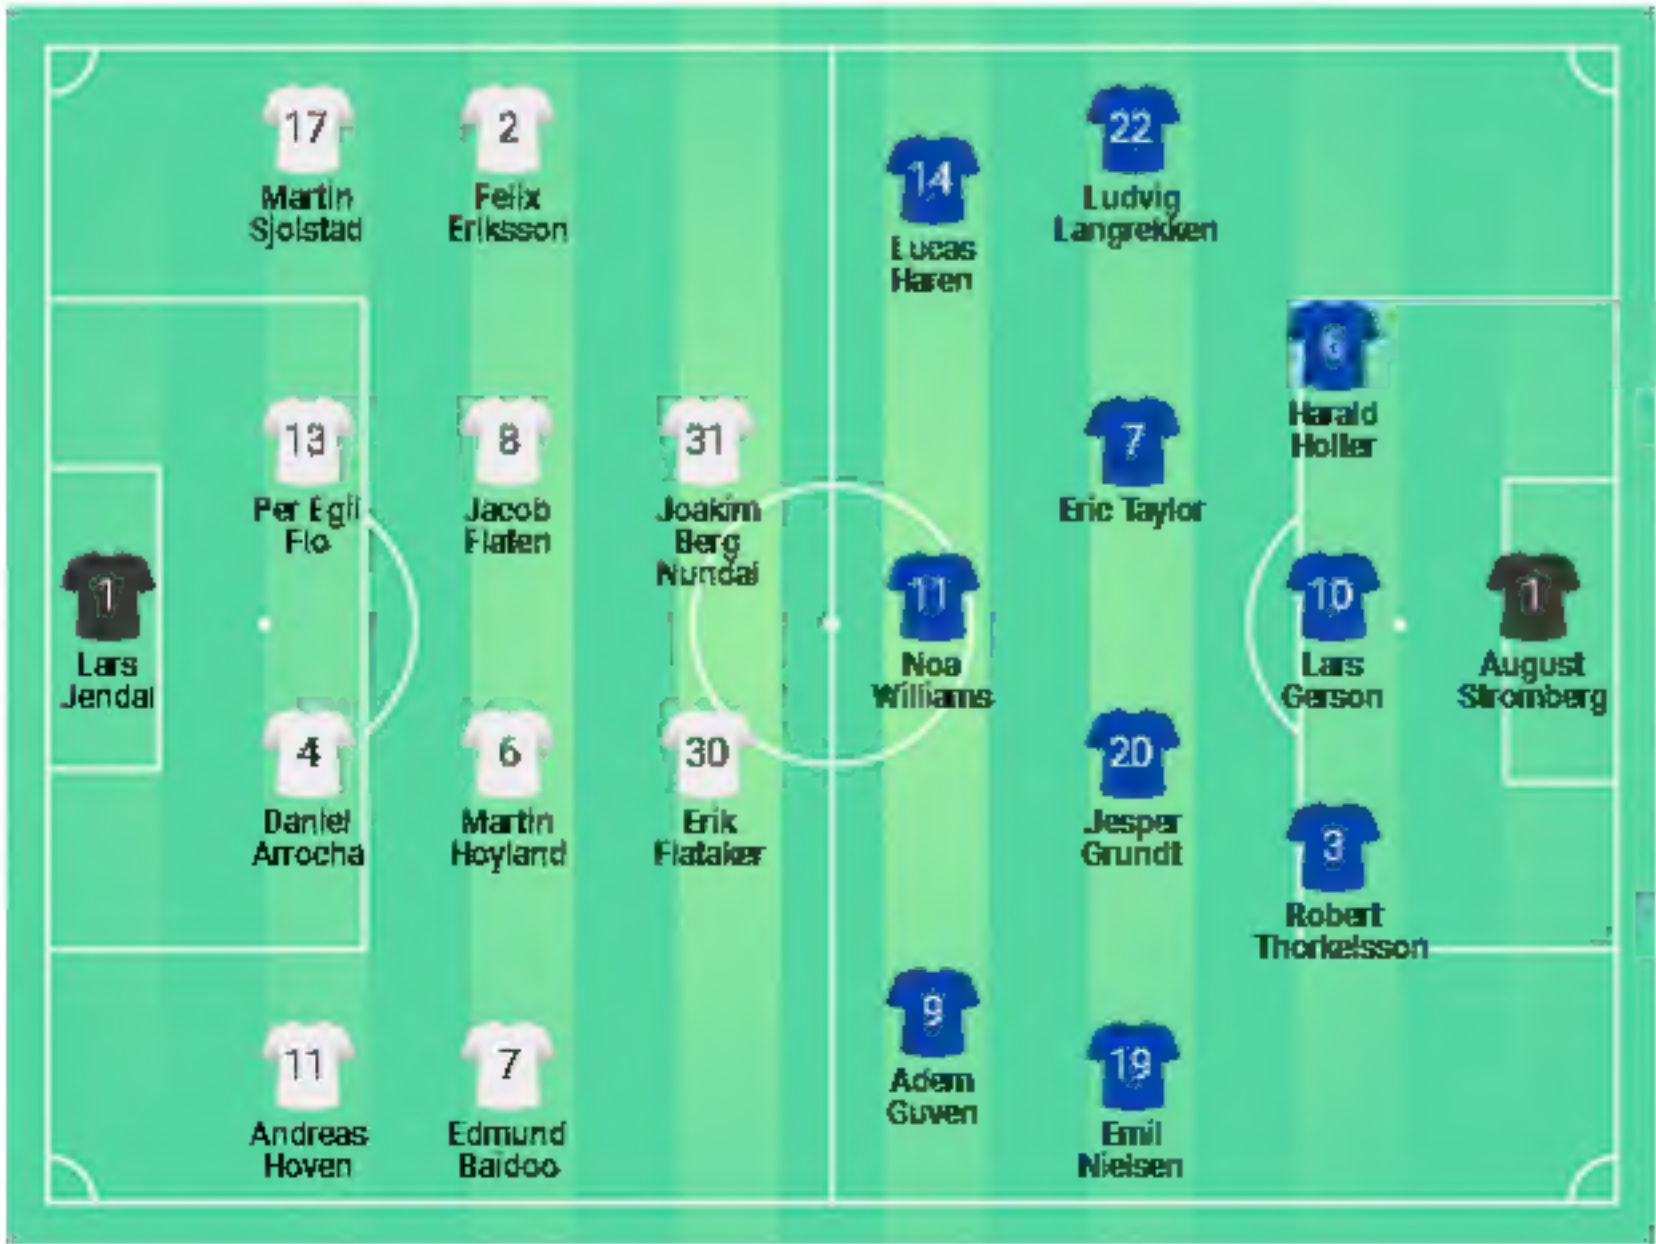 17
Martin
Sjolstad
2
Felix
Eriksson
14
Lucas
Haren
22
Ludvig
Langrekken
13
Per Egil
Flo
8
Jacob
Flaten
31
Joakim
Berg
Nundal
7
Eric Taylor
6
Harald
Holter
1
Lars
Jendal
11
Noa
Williams
10
Lars
Gerson
1
August
Stromberg
4
Daniel
Arrocha
6
Martin
Hoyland
30
Erik
Flataker
20
Jesper
Grundt
3
Robert
Thorkelsson
11
Andreas
Hoven
7
Edmund
Baidoo
9
Adem
Guven
19
Emil
Nielsen